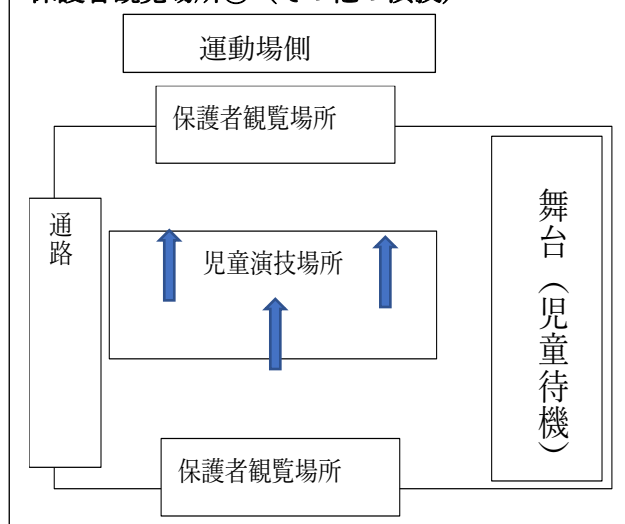 運動場側
保護者観覧場所
通路
児童演技場所
舞台（児童待機）
保護者観覧場所